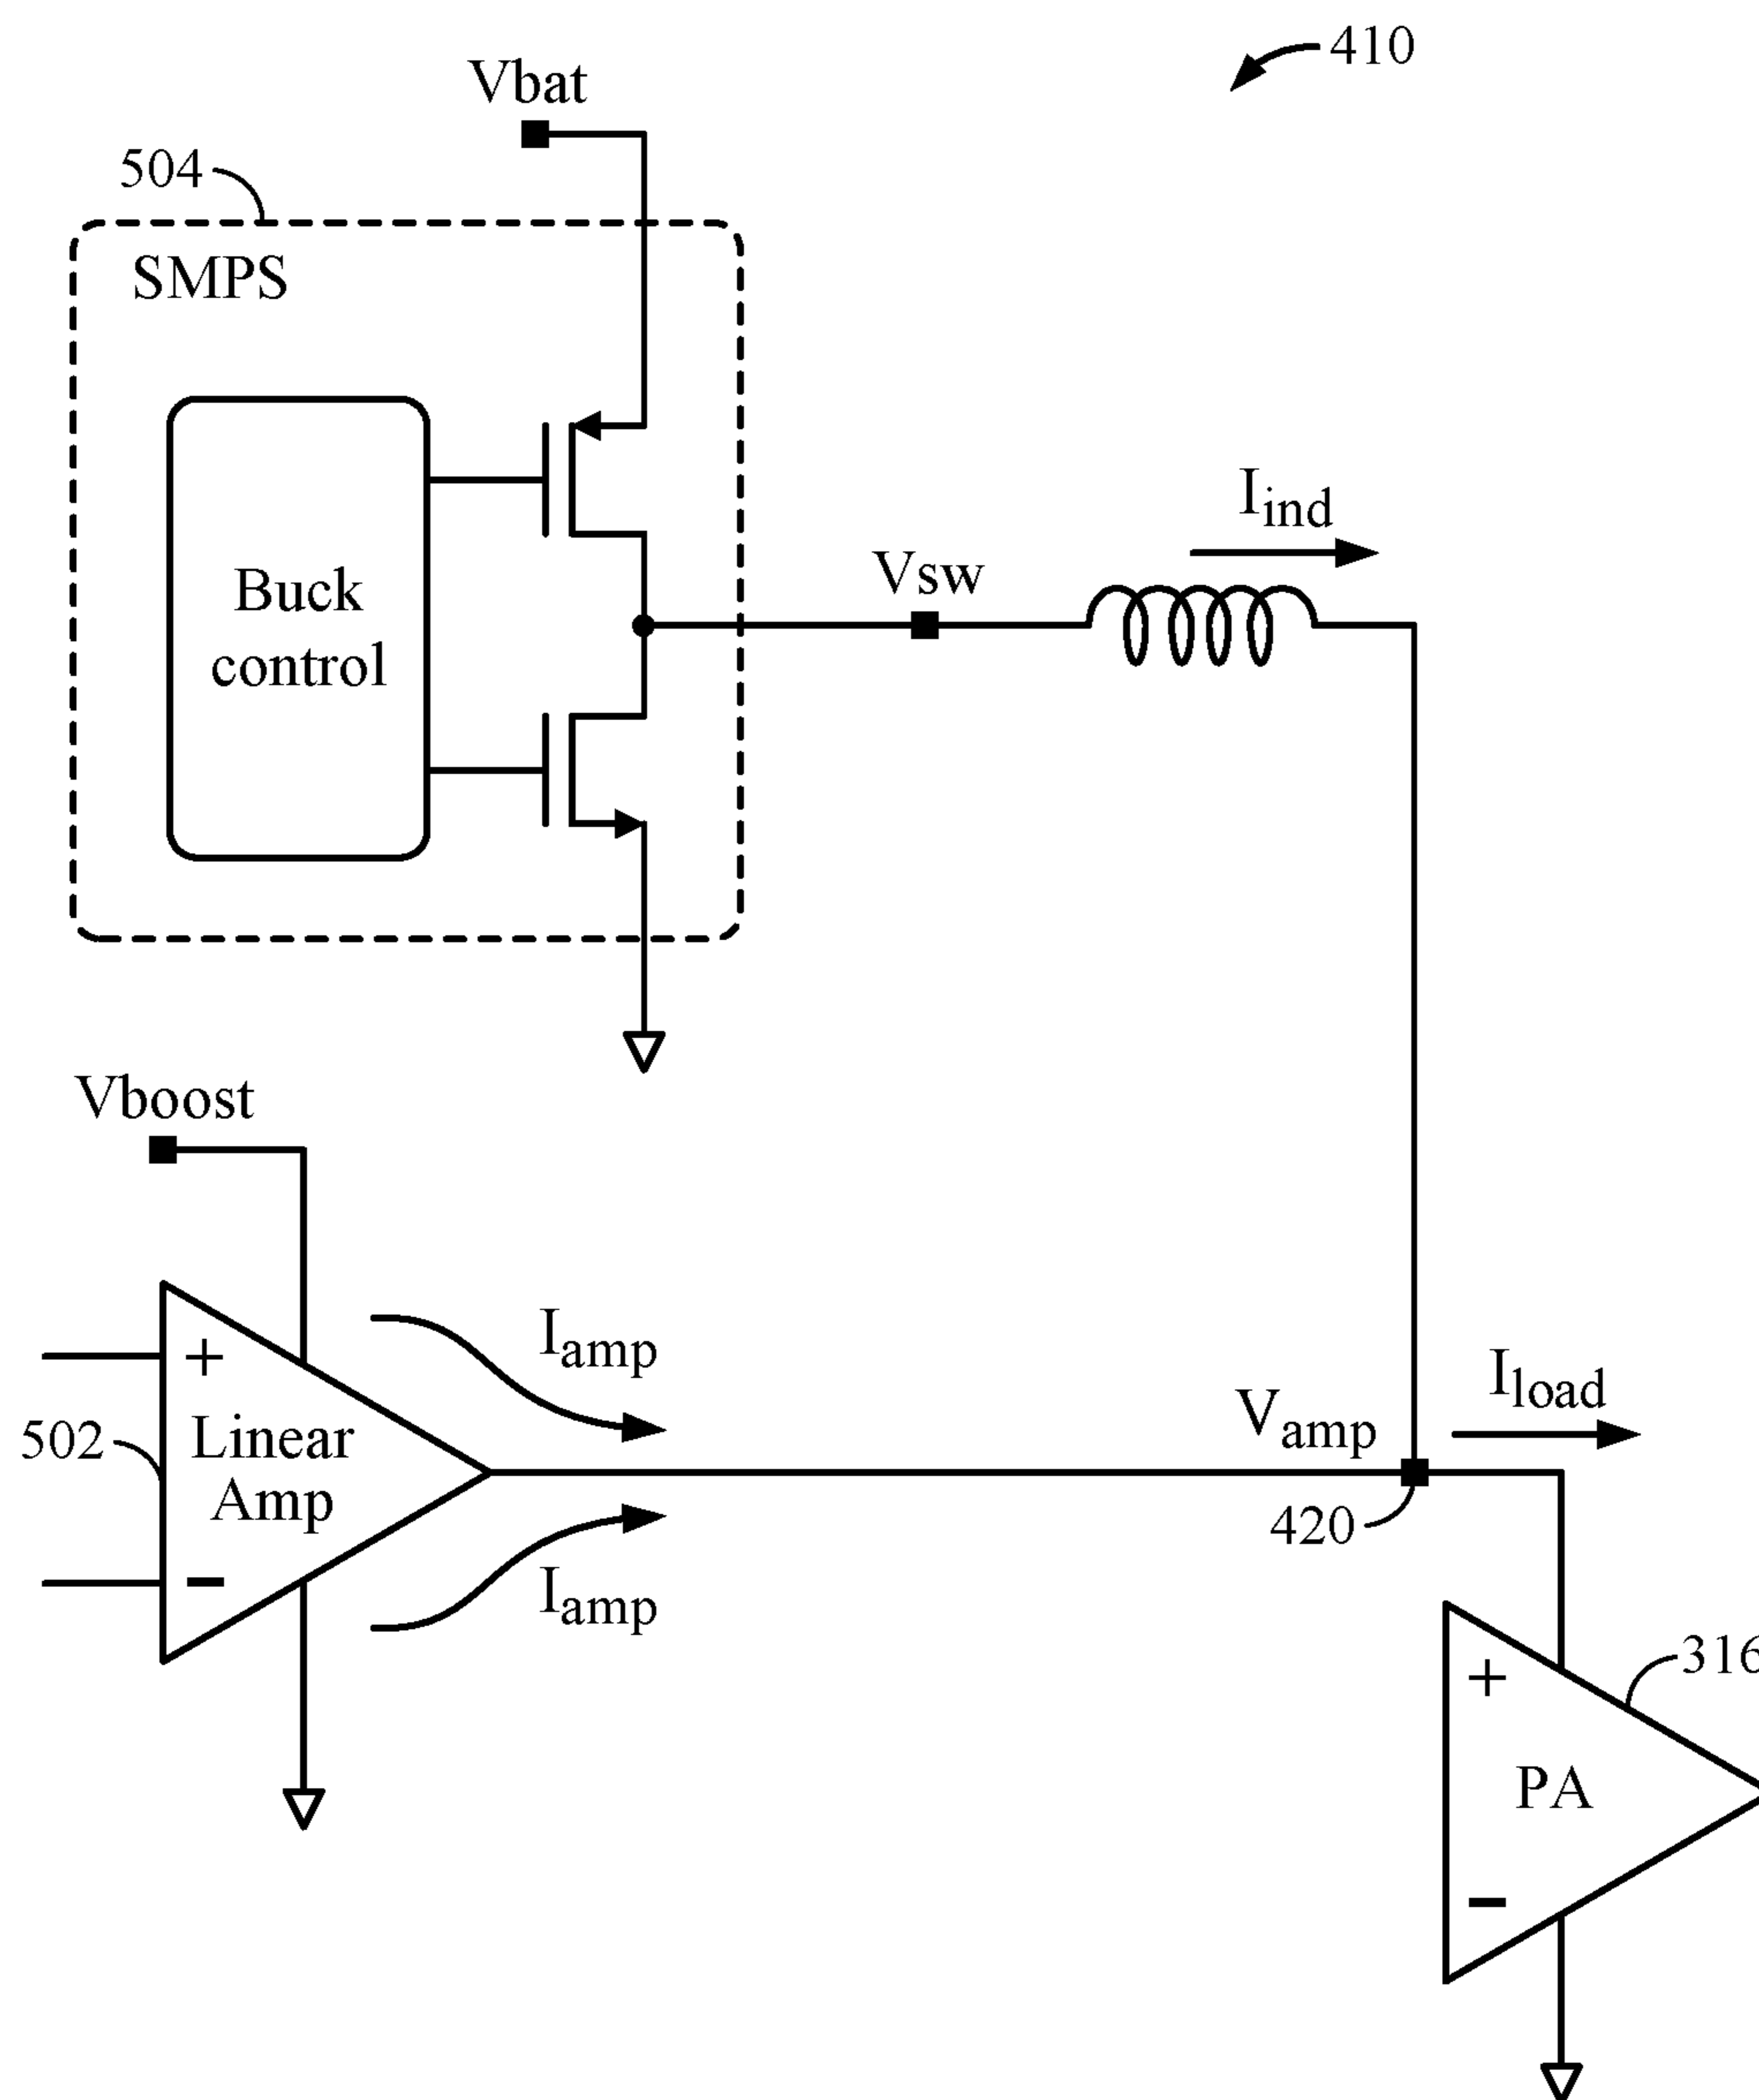 410
Vbat
504
SMPS
Buck
control
Iind
Vsw
Vboost
+
Linear
Amp
-
502
Iamp
Iamp
Vamp
Iload
420
316
+
PA
-